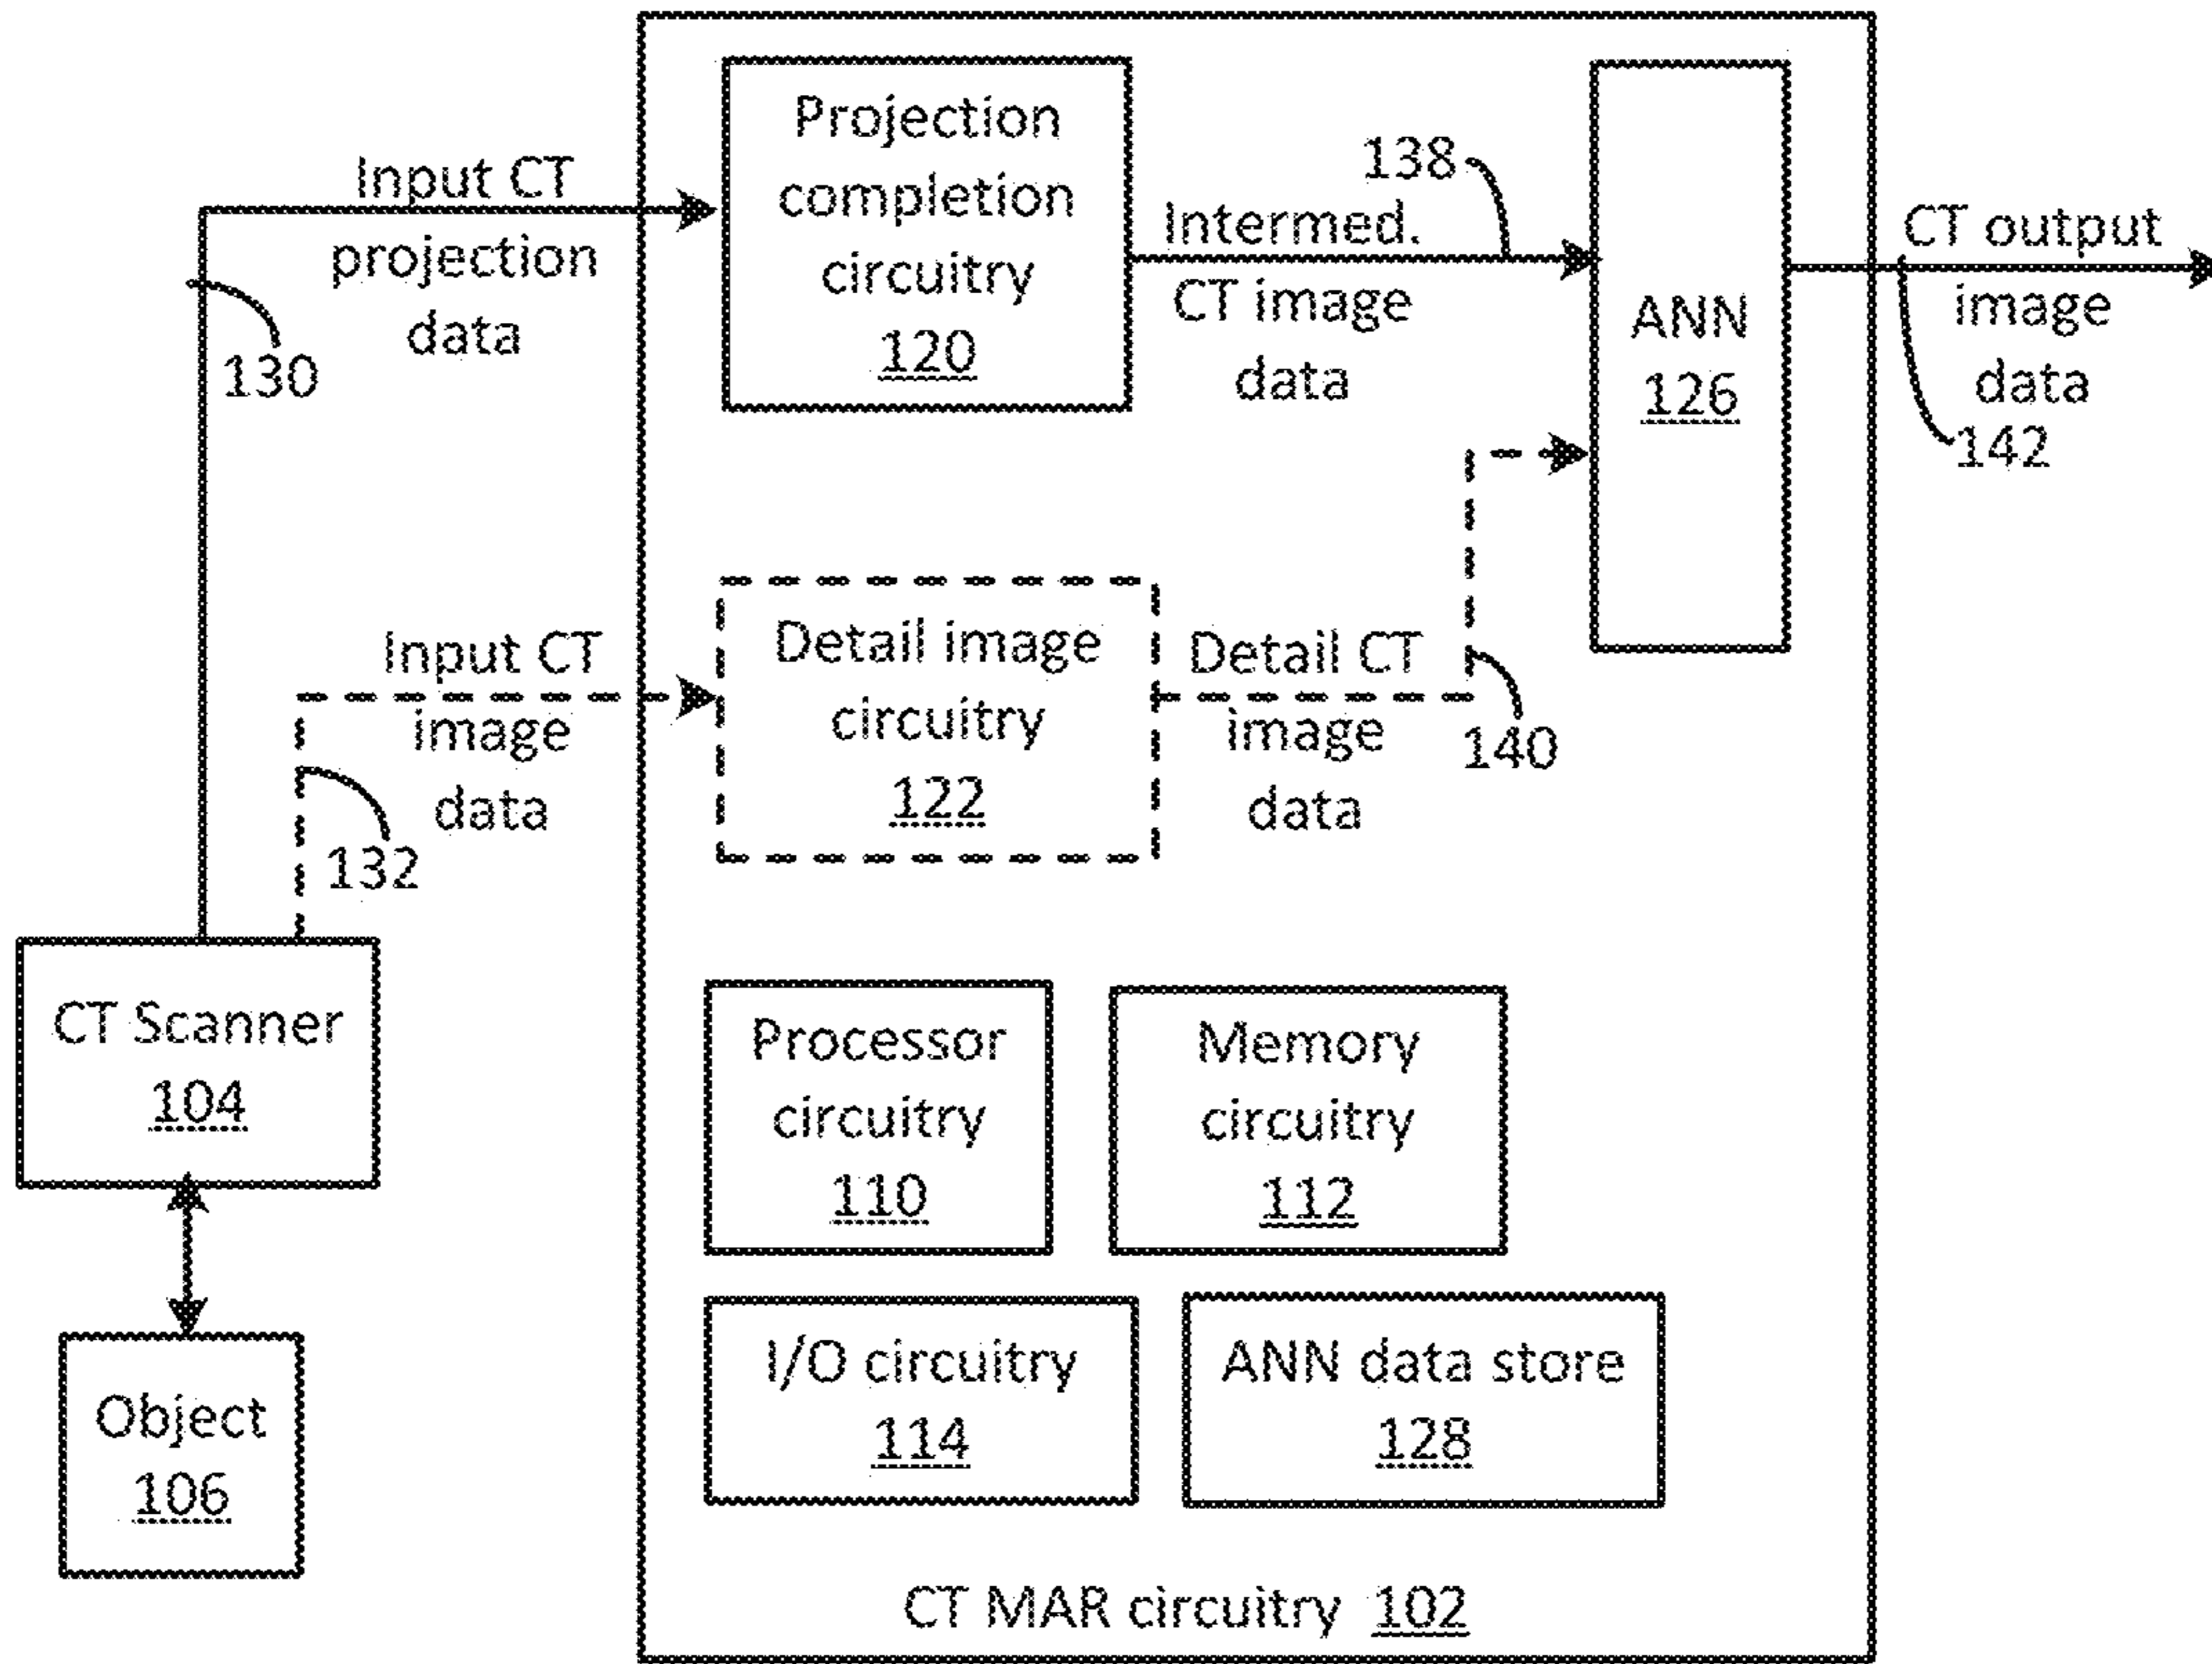 Projection
completion
circuitry
120
Input CT
projection
data
130
138
Intermed.
CT image
data
ANN
126
CT output
image
data
142
Input CT
image
data
132
Detail image
circuitry
122
Detail CT
image
data
140
CT Scanner
104
Object
106
Processor
circuitry
110
Memory
circuitry
112
I/O circuitry
114
ANN data store
128
CT MAR circuitry 102